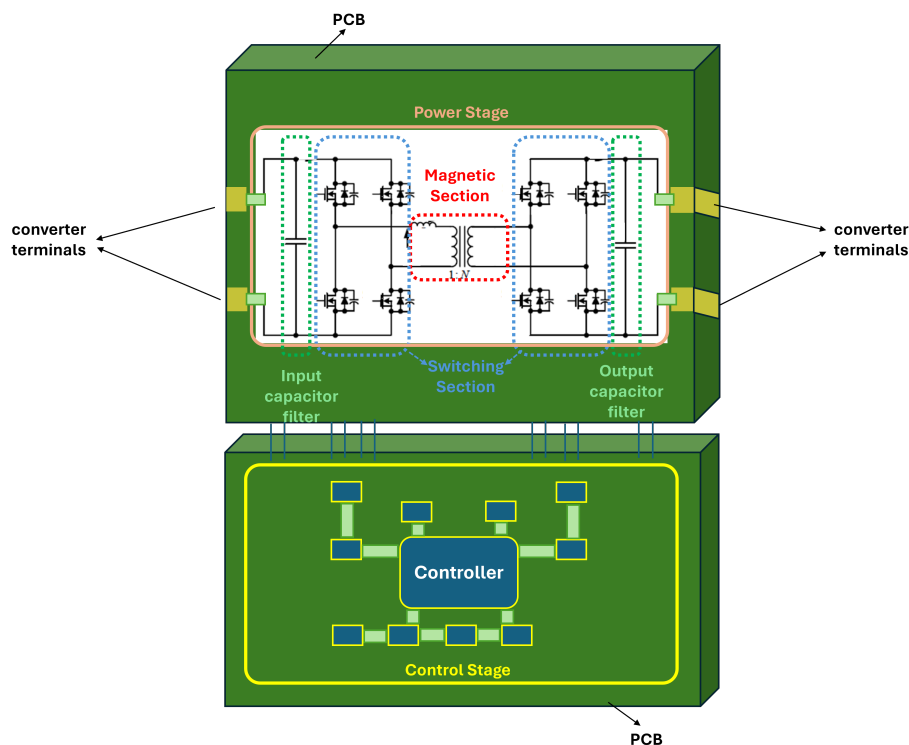 PCB
Power Stage
Magnetic
Section
converter
terminals
converter
terminals
1:N
Switching
Section
Input
capacitor
filter
Output
capacitor
filter
Controller
Control Stage
PCB